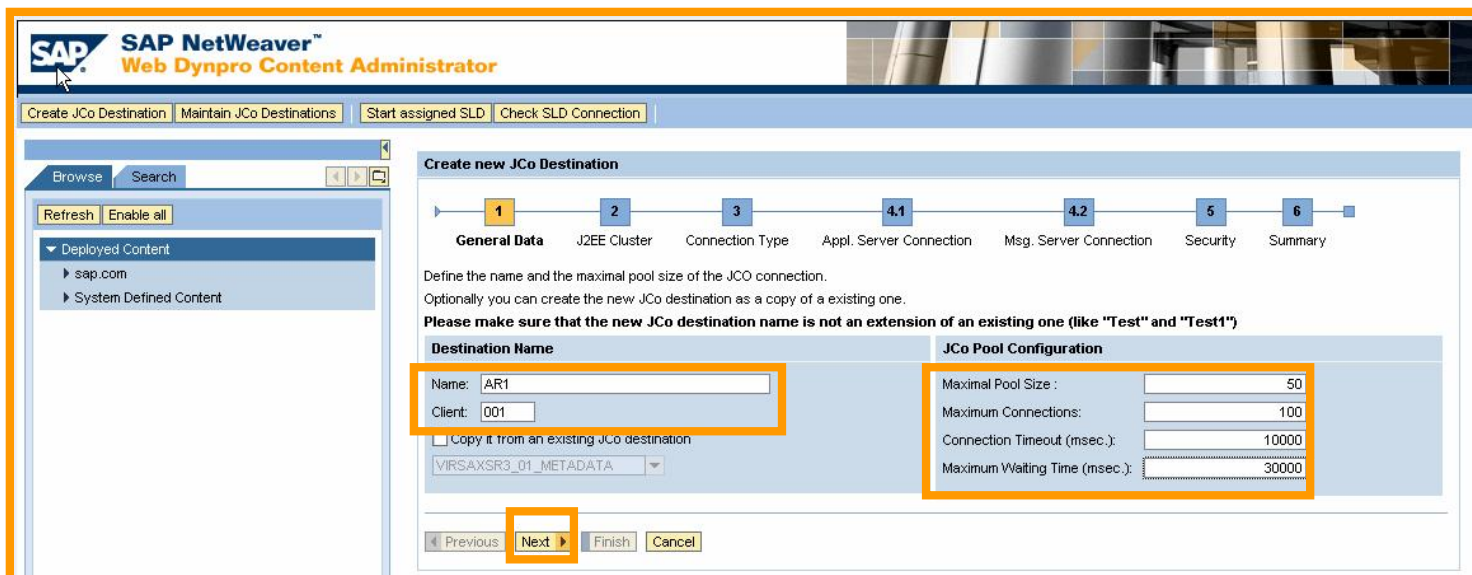 SAP
SAP NetWeaver™
Web Dynpro Content Administrator
Create JCo Destination Maintain JCo Destinations Start assigned SLD Check SLD Connection
Browse Search
Refresh Enable all
Deployed Content
sap.com
System Defined Content
Create new JCo Destination
1 2 3 4.1 4.2 5 6
General Data J2EE Cluster Connection Type Appl. Server Connection Msg. Server Connection Security Summary
Define the name and the maximal pool size of the JCO connection.
Optionally you can create the new JCo destination as a copy of a existing one.
Please make sure that the new JCo destination name is not an extension of an existing one (like "Test" and "Test1")
Destination Name
Name: AR1
Client: 001
Copy it from an existing JCo destination
VIRSAXSR3_01_METADATA
JCo Pool Configuration
Maximal Pool Size : 50
Maximum Connections: 100
Connection Timeout (msec.): 10000
Maximum Waiting Time (msec.): 30000
Previous Next Finish Cancel